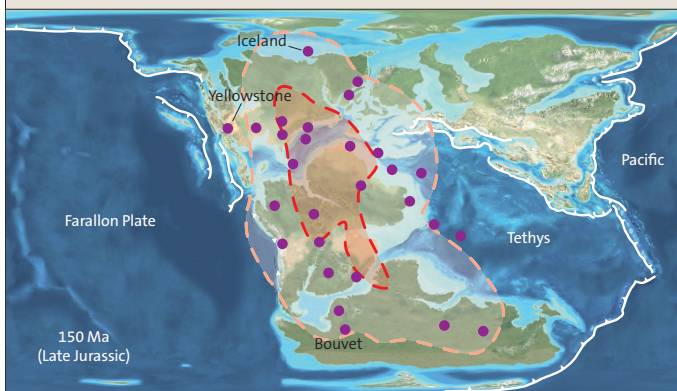 Iceland
Yellowstone
Pacific
Farallon Plate
Tethys
150 Ma
(Late Jurassic)
Bouvet